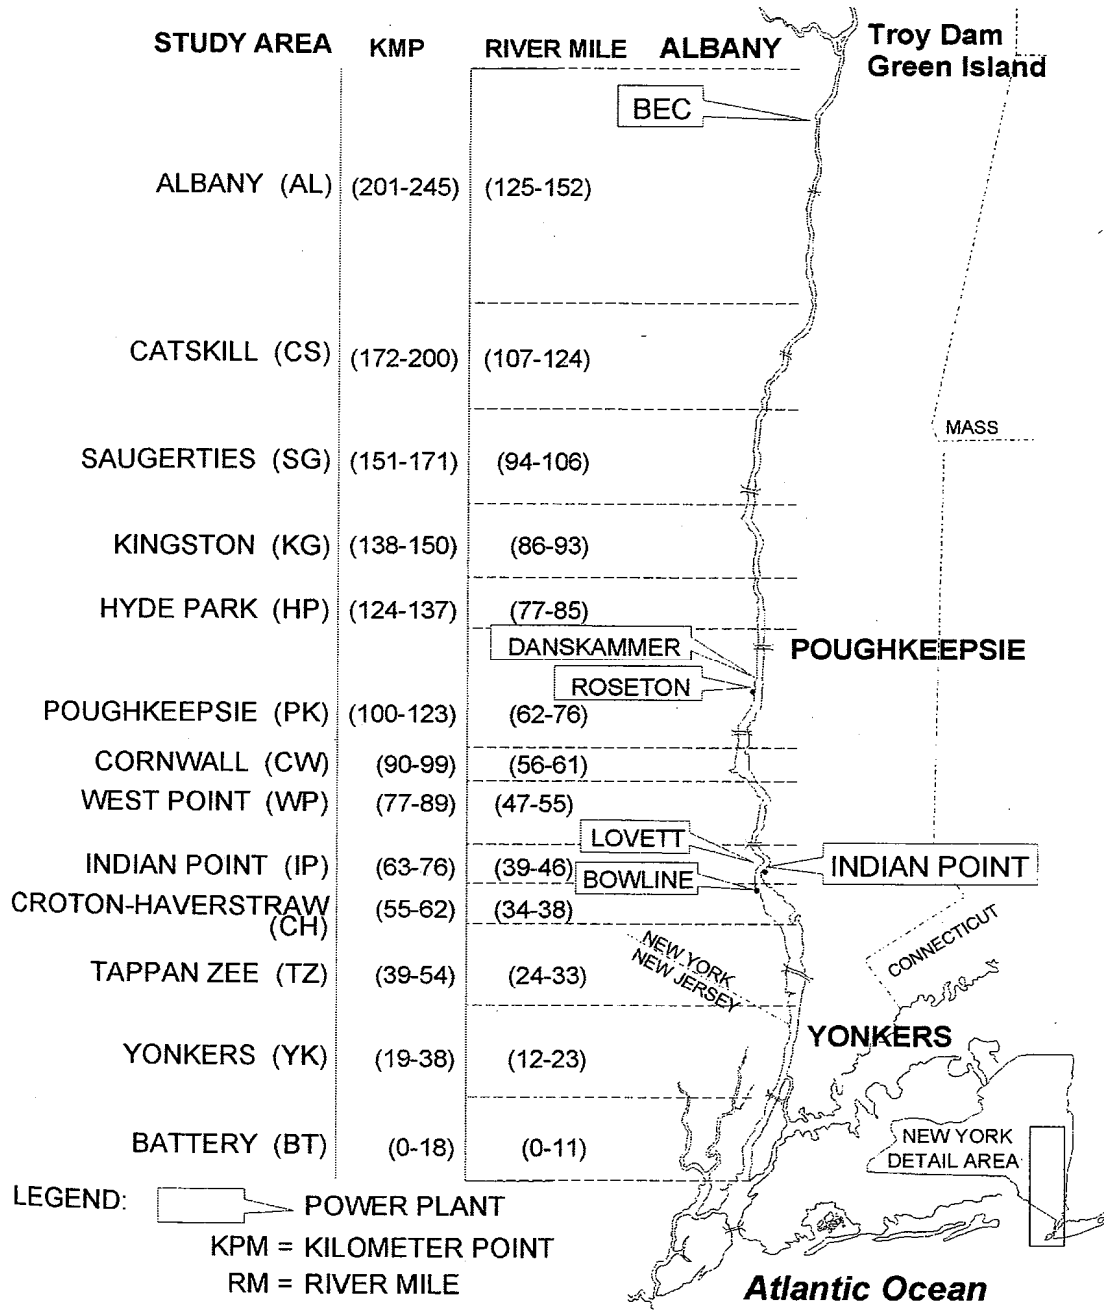 STUDY AREA KMP RIVER MILE ALBANY Troy Dam
Green Island
BEC
ALBANY (AL) (201-245) (125-152)
CATSKILL (CS) (172-200) (107-124)
MASS
SAUGERTIES (SG) (151-171) (94-106)
KINGSTON (KG) (138-150) (86-93)
HYDE PARK (HP) (124-137) (77-85)
DANSKAMMER POUGHKEEPSIE
ROSETON
POUGHKEEPSIE (PK) (100-123) (62-76)
CORNWALL (CW) (90-99) (56-61)
WEST POINT (WP) (77-89) (47-55)
LOVETT
INDIAN POINT (IP) (63-76) (39-46) INDIAN POINT
BOWLINE
CROTON-HAVERSTRAW (55-62) (34-38)
(CH)
NEW YORK
NEW JERSEY
CONNECTICUT
TAPPAN ZEE (TZ) (39-54) (24-33)
YONKERS
YONKERS (YK) (19-38) (12-23)
BATTERY (BT) (0-18) (0-11)
NEW YORK
DETAIL AREA
LEGEND: POWER PLANT
KPM = KILOMETER POINT
RM = RIVER MILE
Atlantic Ocean